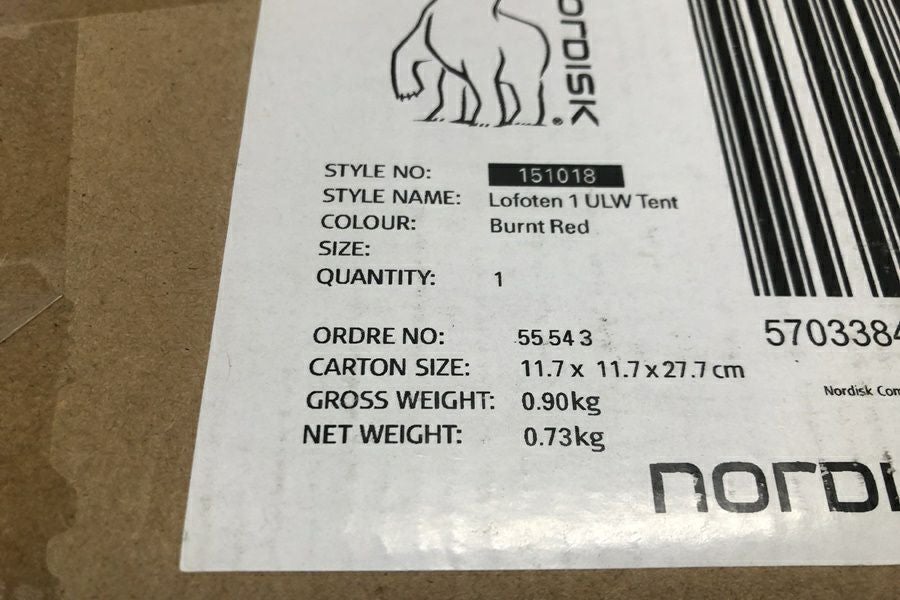 NORDISK
STYLE NO: 151018
STYLE NAME: Lofoten 1 ULW Tent
COLOUR: Burnt Red
SIZE:
QUANTITY: 1
ORDRE NO: 55 54 3
CARTON SIZE: 11.7 x 11.7 x 27.7 cm
GROSS WEIGHT: 0.90kg
NET WEIGHT: 0.73kg
570338
Nordisk Com
NORDI